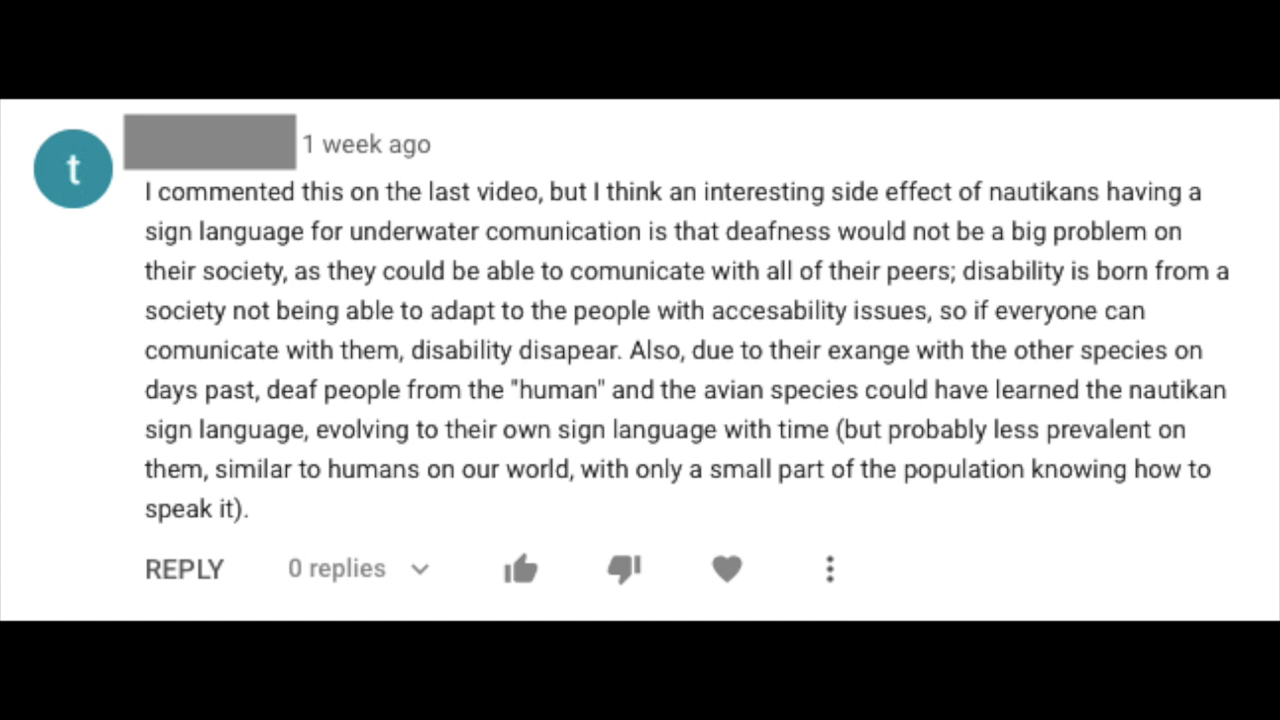 t
1 week ago
I commented this on the last video, but I think an interesting side effect of nautikans having a
sign language for underwater comunication is that deafness would not be a big problem on
their society, as they could be able to comunicate with all of their peers; disability is born from a
society not being able to adapt to the people with accesability issues, so if everyone can
comunicate with them, disability disapear. Also, due to their exange with the other species on
days past, deaf people from the "human" and the avian species could have learned the nautikan
sign language, evolving to their own sign language with time (but probably less prevalent on
them, similar to humans on our world, with only a small part of the population knowing how to
speak it).
REPLY 0 replies